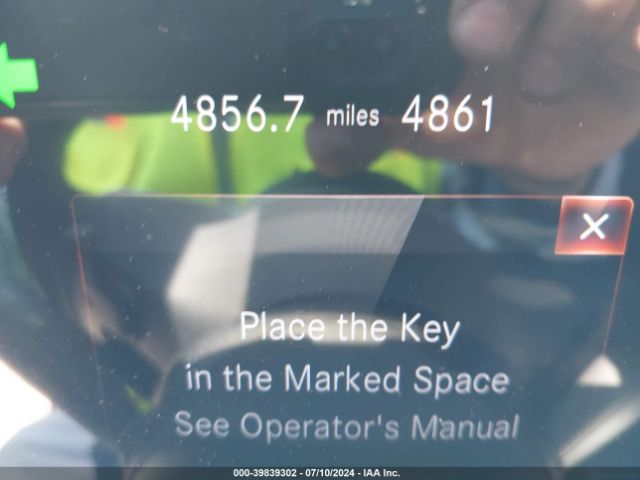 4856.7 miles 4861
Place the Key
in the Marked Space
See Operator's Manual
000-39839302 - 07/10/2024 - IAA Inc.